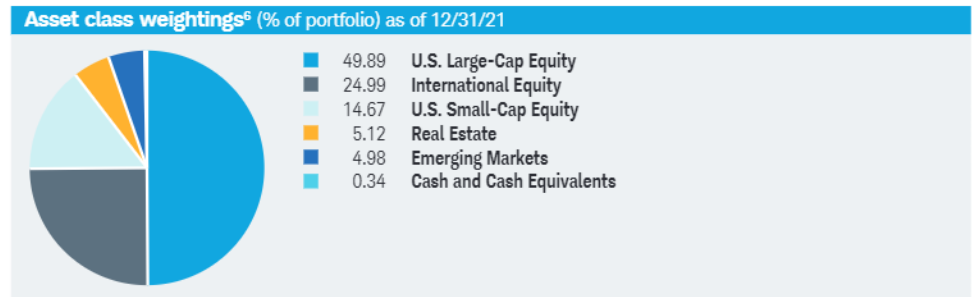 Asset class weightings⁶ (% of portfolio) as of 12/31/21
49.89 U.S. Large-Cap Equity
24.99 International Equity
14.67 U.S. Small-Cap Equity
5.12 Real Estate
4.98 Emerging Markets
0.34 Cash and Cash Equivalents